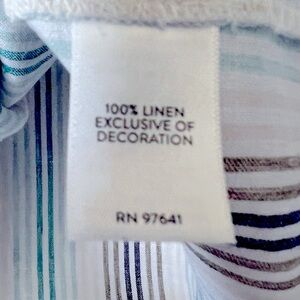 100% LINEN
EXCLUSIVE OF
DECORATION
RN 97641